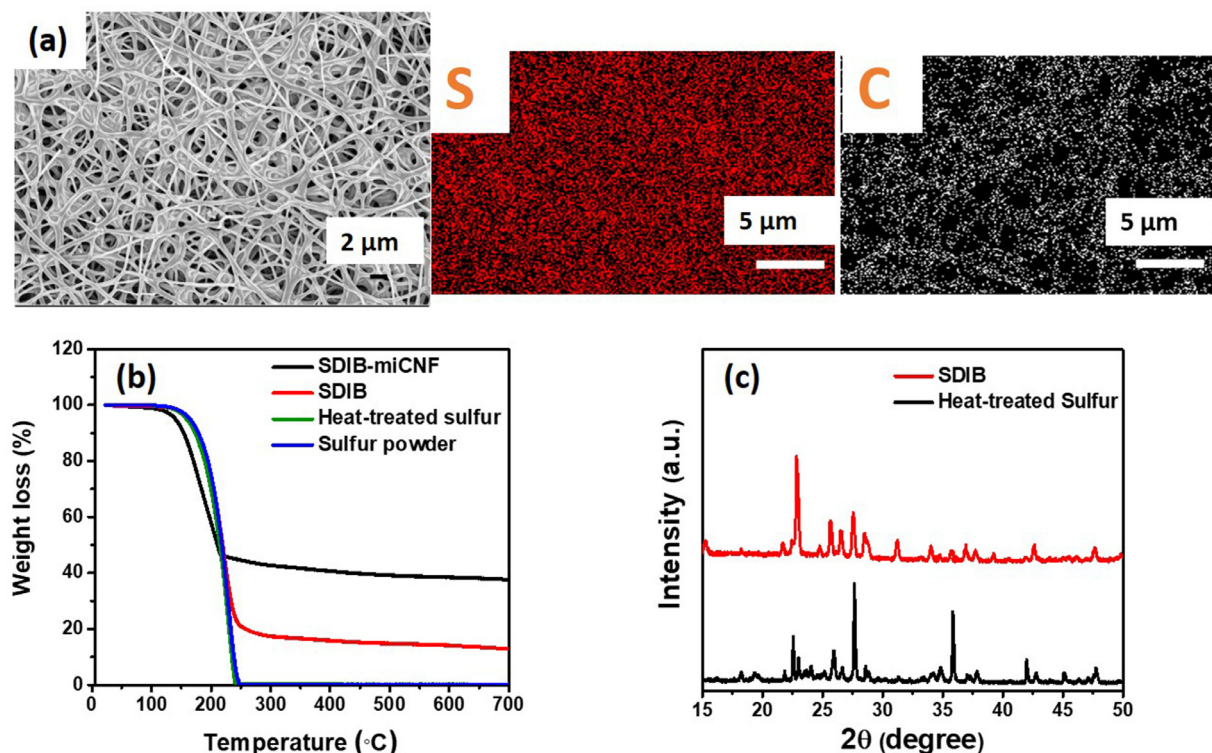 (a)
S
C
2 µm
5 µm
5 µm
(b)
SDIB-miCNF
SDIB
Heat-treated sulfur
Sulfur powder
Weight loss (%)
120
100
80
60
40
20
0
0 100 200 300 400 500 600 700
Temperature (◦C)
(c)
SDIB
Heat-treated Sulfur
Intensity (a.u.)
15 20 25 30 35 40 45 50
2θ (degree)